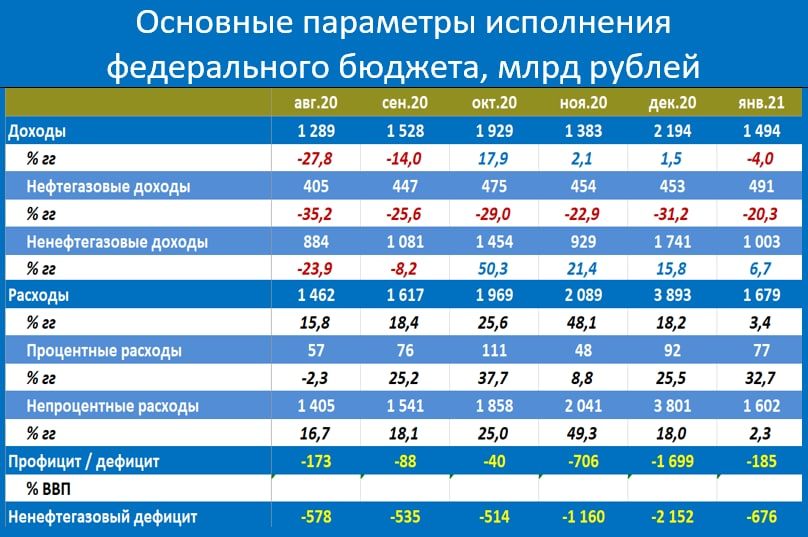 Основные параметры исполнения
федерального бюджета, млрд рублей
авг.20 сен.20 окт.20 ноя.20 дек.20 янв.21
Доходы 1 289 1 528 1 929 1 383 2 194 1 494
% гг -27,8 -14,0 17,9 2,1 1,5 -4,0
Нефтегазовые доходы 405 447 475 454 453 491
% гг -35,2 -25,6 -29,0 -22,9 -31,2 -20,3
Ненефтегазовые доходы 884 1 081 1 454 929 1 741 1 003
% гг -23,9 -8,2 50,3 21,4 15,8 6,7
Расходы 1 462 1 617 1 969 2 089 3 893 1 679
% гг 15,8 18,4 25,6 48,1 18,2 3,4
Процентные расходы 57 76 111 48 92 77
% гг -2,3 25,2 37,7 8,8 25,5 32,7
Непроцентные расходы 1 405 1 541 1 858 2 041 3 801 1 602
% гг 16,7 18,1 25,0 49,3 18,0 2,3
Профицит / дефицит -173 -88 -40 -706 -1 699 -185
% ВВП
Ненефтегазовый дефицит -578 -535 -514 -1 160 -2 152 -676